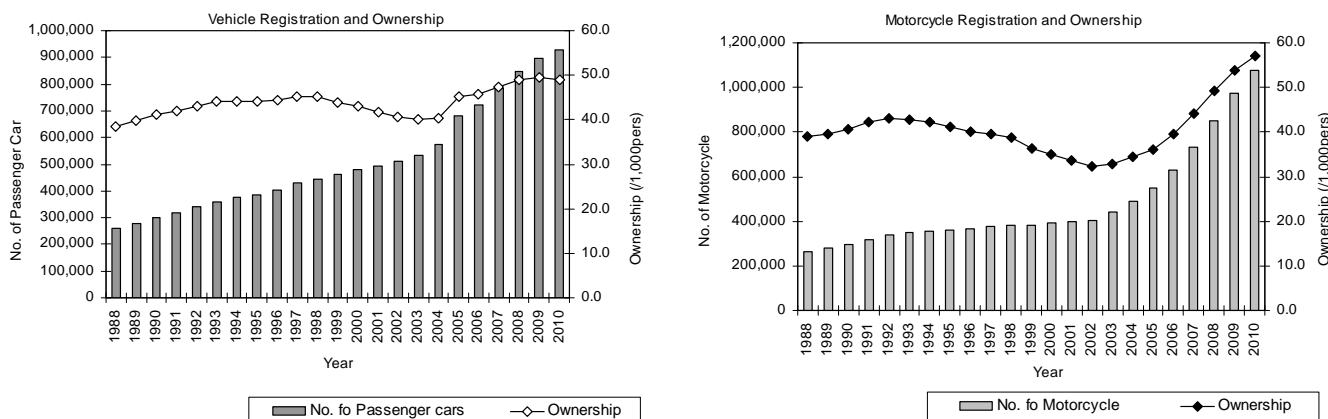 Vehicle Registration and Ownership
1,000,000
900,000
800,000
700,000
600,000
500,000
400,000
300,000
200,000
100,000
0
No. of Passenger Car
60.0
50.0
40.0
30.0
20.0
10.0
0.0
Ownership (/1,000pers)
1988 1989 1990 1991 1992 1993 1994 1995 1996 1997 1998 1999 2000 2001 2002 2003 2004 2005 2006 2007 2008 2009 2010
Year
No. fo Passenger cars Ownership
Motorcycle Registration and Ownership
1,200,000
1,000,000
800,000
600,000
400,000
200,000
0
No. of Motorcycle
60.0
50.0
40.0
30.0
20.0
10.0
0.0
Ownership (/1,000pers)
1988 1989 1990 1991 1992 1993 1994 1995 1996 1997 1998 1999 2000 2001 2002 2003 2004 2005 2006 2007 2008 2009 2010
Year
No. fo Motorcycle Ownership